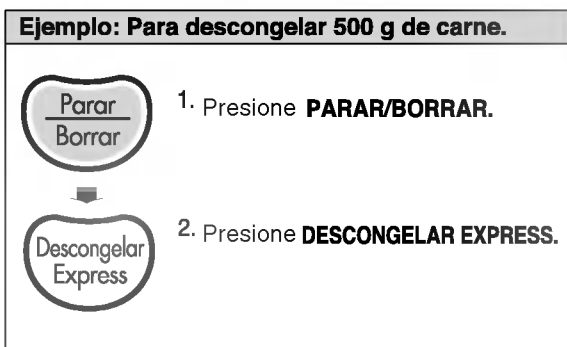 Ejemplo: Para descongelar 500 g de carne.
Parar
Borrar
1. Presione PARAR/BORRAR.
Descongelar
Express
2. Presione DESCONGELAR EXPRESS.